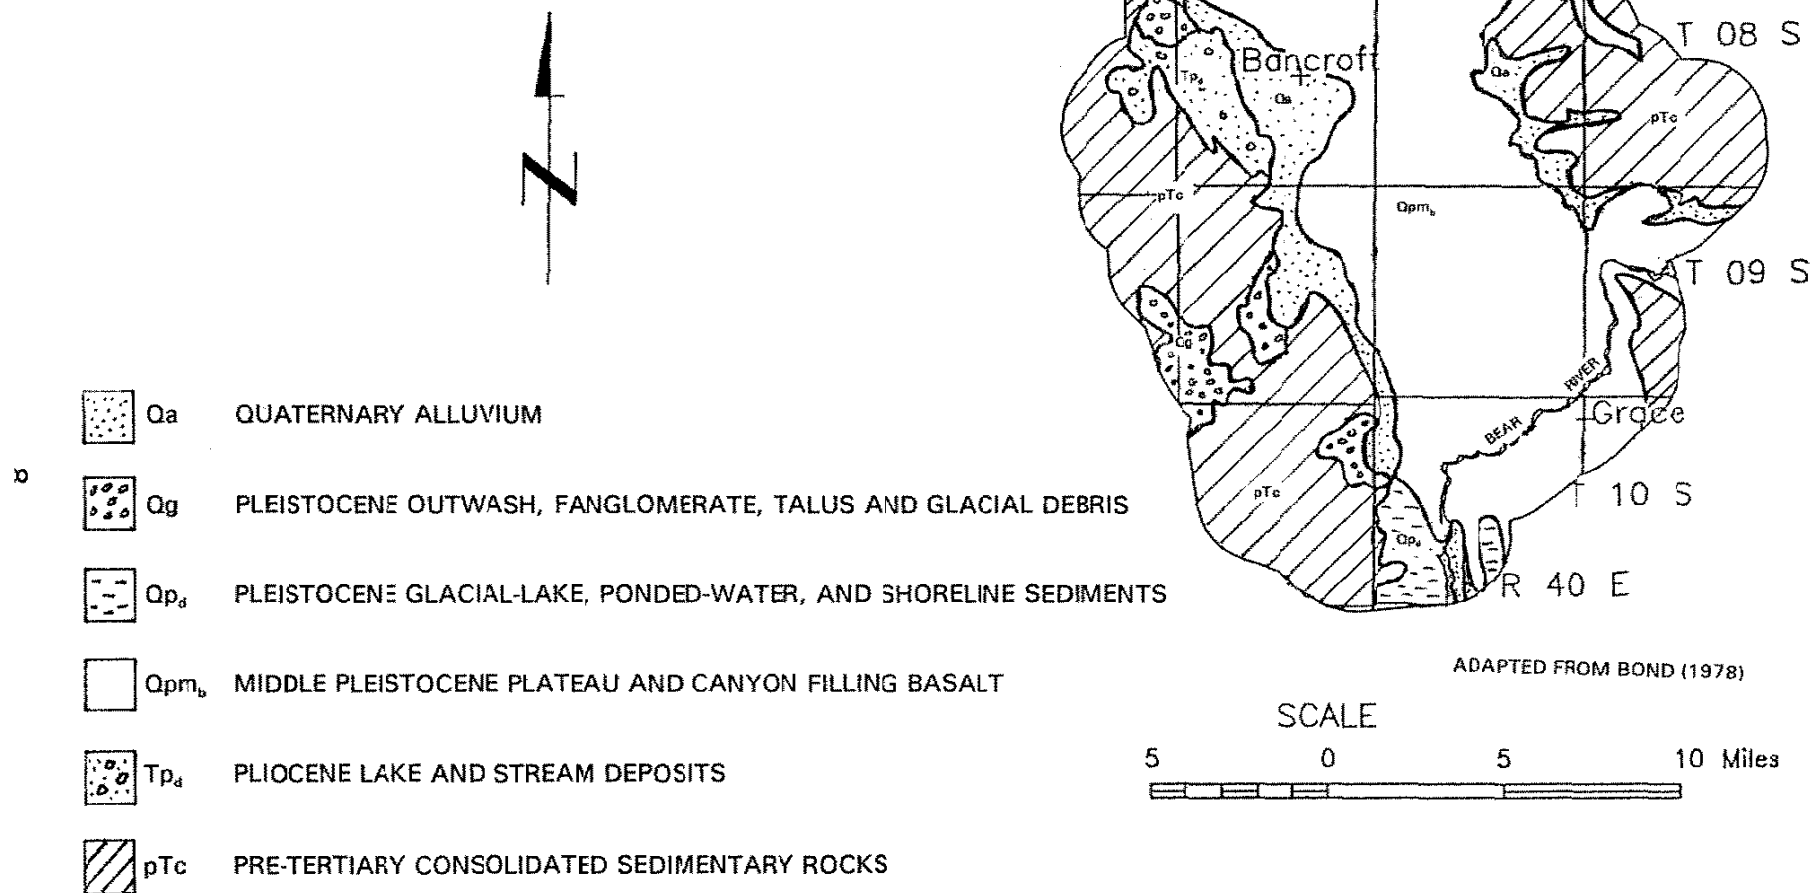 T 08 S
Bancroft
Qa
Tpd
Qa
pTc
pTc
Qpmb
T 09 S
Qg
RIVER
BEAR
Grace
pTc
T 10 S
Qpd
R 40 E
N
Qa QUATERNARY ALLUVIUM
Qg PLEISTOCENE OUTWASH, FANGLOMERATE, TALUS AND GLACIAL DEBRIS
Qpd PLEISTOCENE GLACIAL-LAKE, PONDED-WATER, AND SHORELINE SEDIMENTS
Qpmb MIDDLE PLEISTOCENE PLATEAU AND CANYON FILLING BASALT
Tpd PLIOCENE LAKE AND STREAM DEPOSITS
pTc PRE-TERTIARY CONSOLIDATED SEDIMENTARY ROCKS
ADAPTED FROM BOND (1978)
SCALE
5 0 5 10 Miles